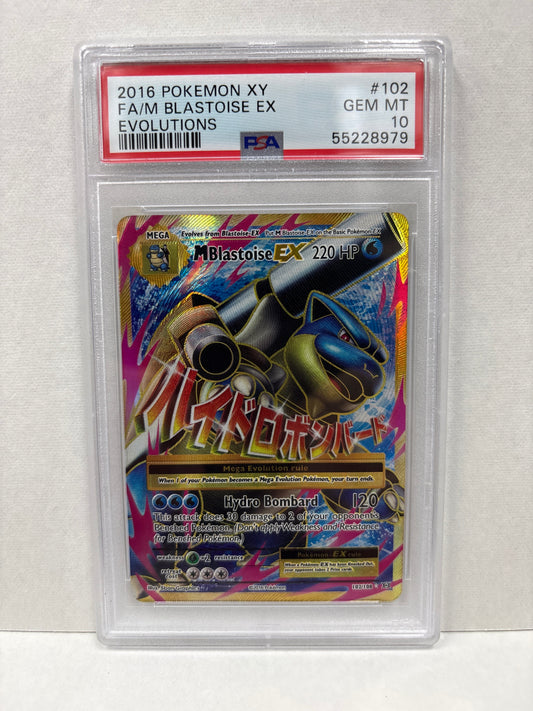 2016 POKEMON XY #102
FA/M BLASTOISE EX GEM MT
EVOLUTIONS 10
PSA 55228979
MEGA Evolves from Blastoise-EX Put M Blastoise-EX on the Basic Pokémon-EX
MBlastoise EX 220 HP
ハイドロボンバード
Mega Evolution rule
When 1 of your Pokémon becomes a Mega Evolution Pokémon, your turn ends.
Hydro Bombard 120
This attack does 30 damage to 2 of your opponent's
Benched Pokémon. (Don't apply Weakness and Resistance
for Benched Pokémon.)
weakness ×2 resistance
Pokémon-EX rule
When a Pokémon-EX has been Knocked Out,
your opponent takes 2 Prize cards.
retreat
cost
©2016 Pokémon 102/108